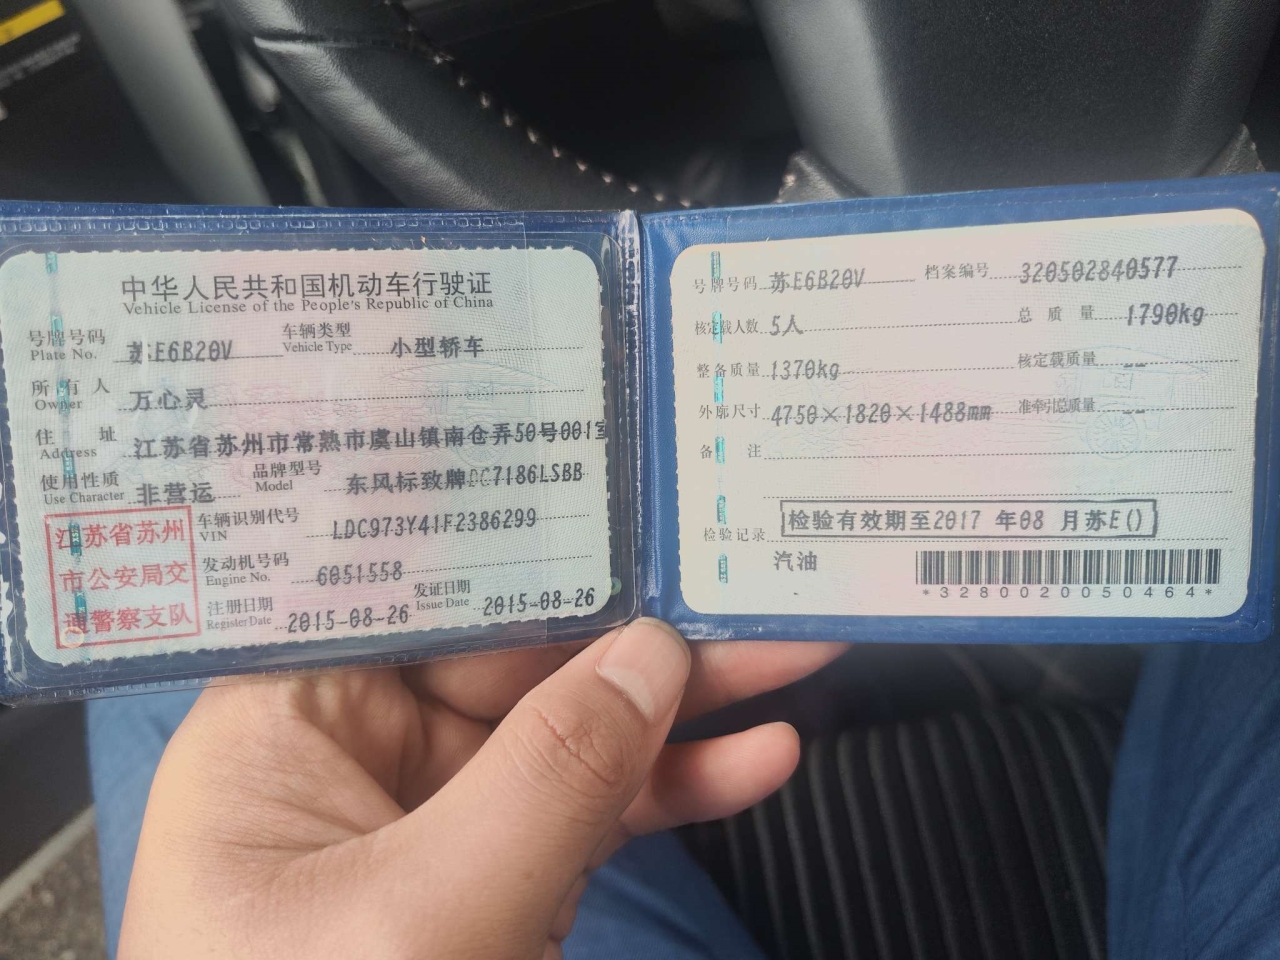 中华人民共和国机动车行驶证
Vehicle License of the People's Republic of China
号牌号码 苏E6B20V 车辆类型 小型轿车
Plate No. Vehicle Type
所有人 万心灵
Owner
住址 江苏省苏州市常熟市虞山镇南仓弄50号001室
Address
使用性质 非营运 品牌型号 东风标致牌DC7186LSBB
Use Character Model
江苏省苏州
市公安局交
通警察支队
车辆识别代号 LDC973Y41F2386299
VIN
发动机号码 6051558
Engine No.
注册日期 2015-08-26 发证日期 2015-08-26
Register Date Issue Date
号牌号码 苏E6B20V 档案编号 320502840577
核定载人数 5人 总质量 1790kg
整备质量 1370kg 核定载质量 --
外廓尺寸 4750×1820×1488mm 准牵引总质量 --
备注
检验记录 检验有效期至2017 年08 月苏E()
汽油
*3280020050464*